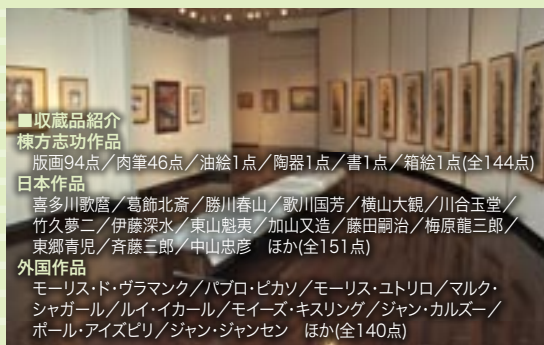 ■収蔵品紹介
棟方志功作品
版画94点／肉筆46点／油絵1点／陶器1点／書1点／箱絵1点(全144点)
日本作品
喜多川歌麿／葛飾北斎／勝川春山／歌川国芳／横山大観／川合玉堂／
竹久夢二／伊藤深水／東山魁夷／加山又造／藤田嗣治／梅原龍三郎／
東郷青児／斉藤三郎／中山忠彦　ほか(全151点)
外国作品
モーリス・ド・ヴラマンク／パブロ・ピカソ／モーリス・ユトリロ／マルク・
シャガール／ルイ・イカール／モイーズ・キスリング／ジャン・カルズー／
ポール・アイズピリ／ジャン・ジャンセン　ほか(全140点)